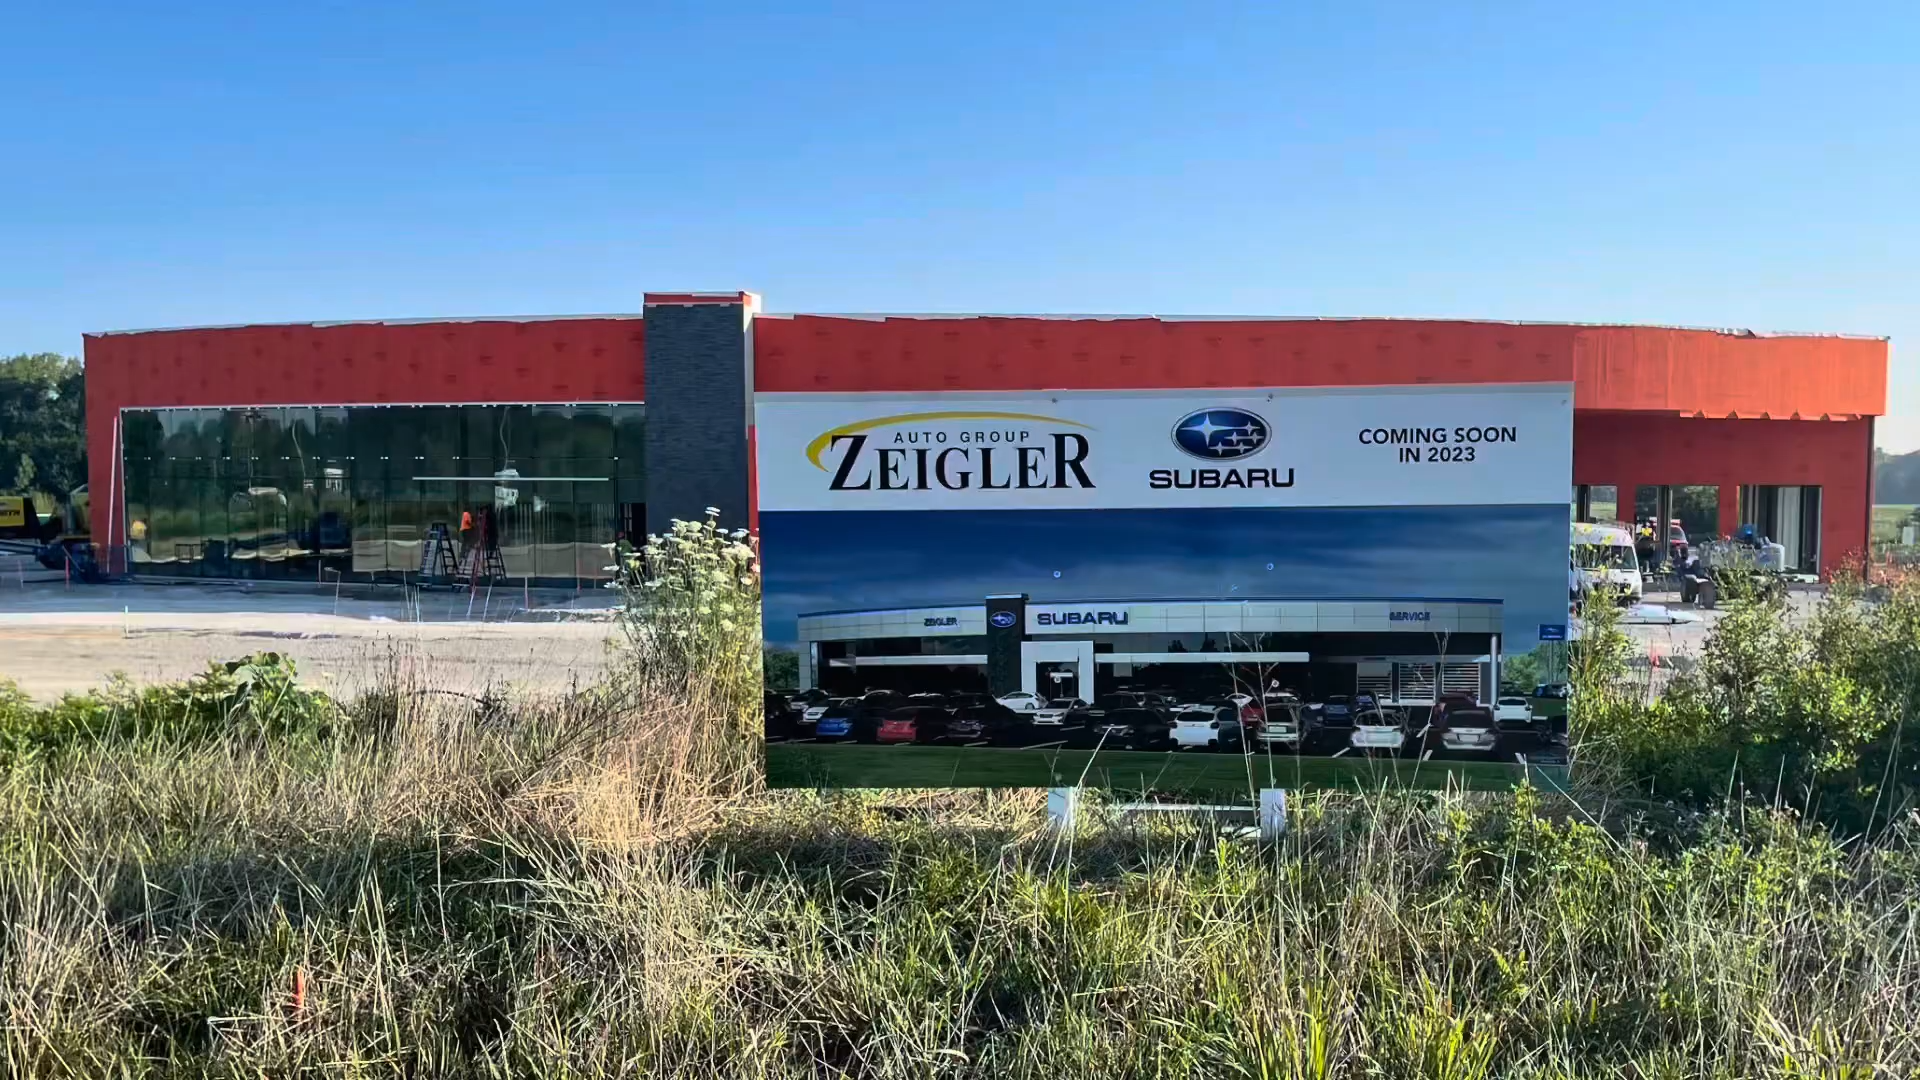 AUTO GROUP
ZEIGLER
SUBARU
COMING SOON
IN 2023
ZEIGLER
SUBARU
SERVICE